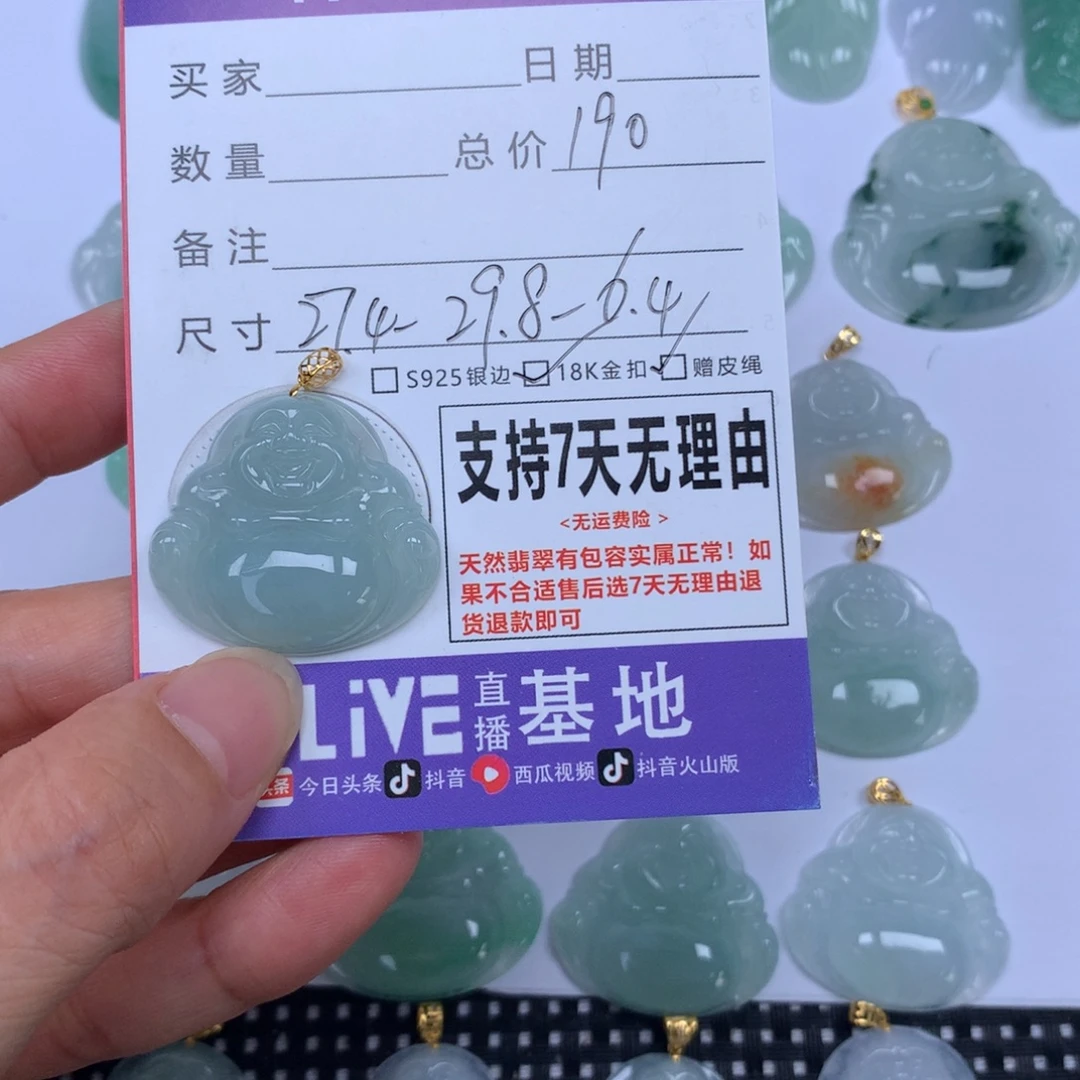 买家 日期
数量 总价 190
备注
尺寸 27.4-29.8-6.4
S925银边 18K金扣 赠皮绳
支持7天无理由
<无运费险>
天然翡翠有包容实属正常！如
果不合适售后选7天无理由退
货退款即可
LiVE 直播 基地
头条 今日头条 抖音 西瓜视频 抖音火山版